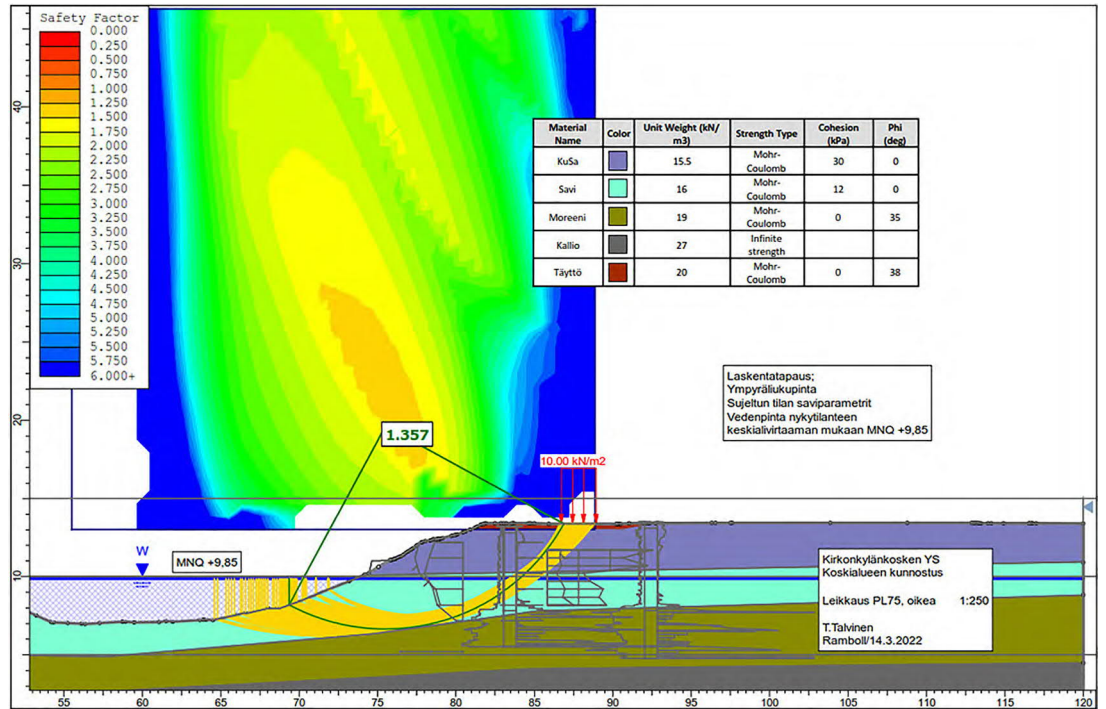 Safety Factor
0.000
0.250
0.500
0.750
1.000
1.250
1.500
1.750
2.000
2.250
2.500
2.750
3.000
3.250
3.500
3.750
4.000
4.250
4.500
4.750
5.000
5.250
5.500
5.750
6.000+
Material Name Color Unit Weight (kN/m3) Strength Type Cohesion (kPa) Phi (deg)
KuSa 15.5 Mohr-Coulomb 30 0
Savi 16 Mohr-Coulomb 12 0
Moreeni 19 Mohr-Coulomb 0 35
Kallio 27 Infinite strength
Täyttö 20 Mohr-Coulomb 0 38
Laskentatapaus;
Ympyräliukupinta
Sujeltun tilan saviparametrit
Vedenpinta nykytilanteen
keskialivirtaaman mukaan MNQ +9,85
1.357
10.00 kN/m2
W
MNQ +9,85
Kirkonkylänkosken YS
Koskialueen kunnostus
Leikkaus PL75, oikea 1:250
T.Talvinen
Ramboll/14.3.2022
40
30
20
10
55 60 65 70 75 80 85 90 95 100 105 110 115 120